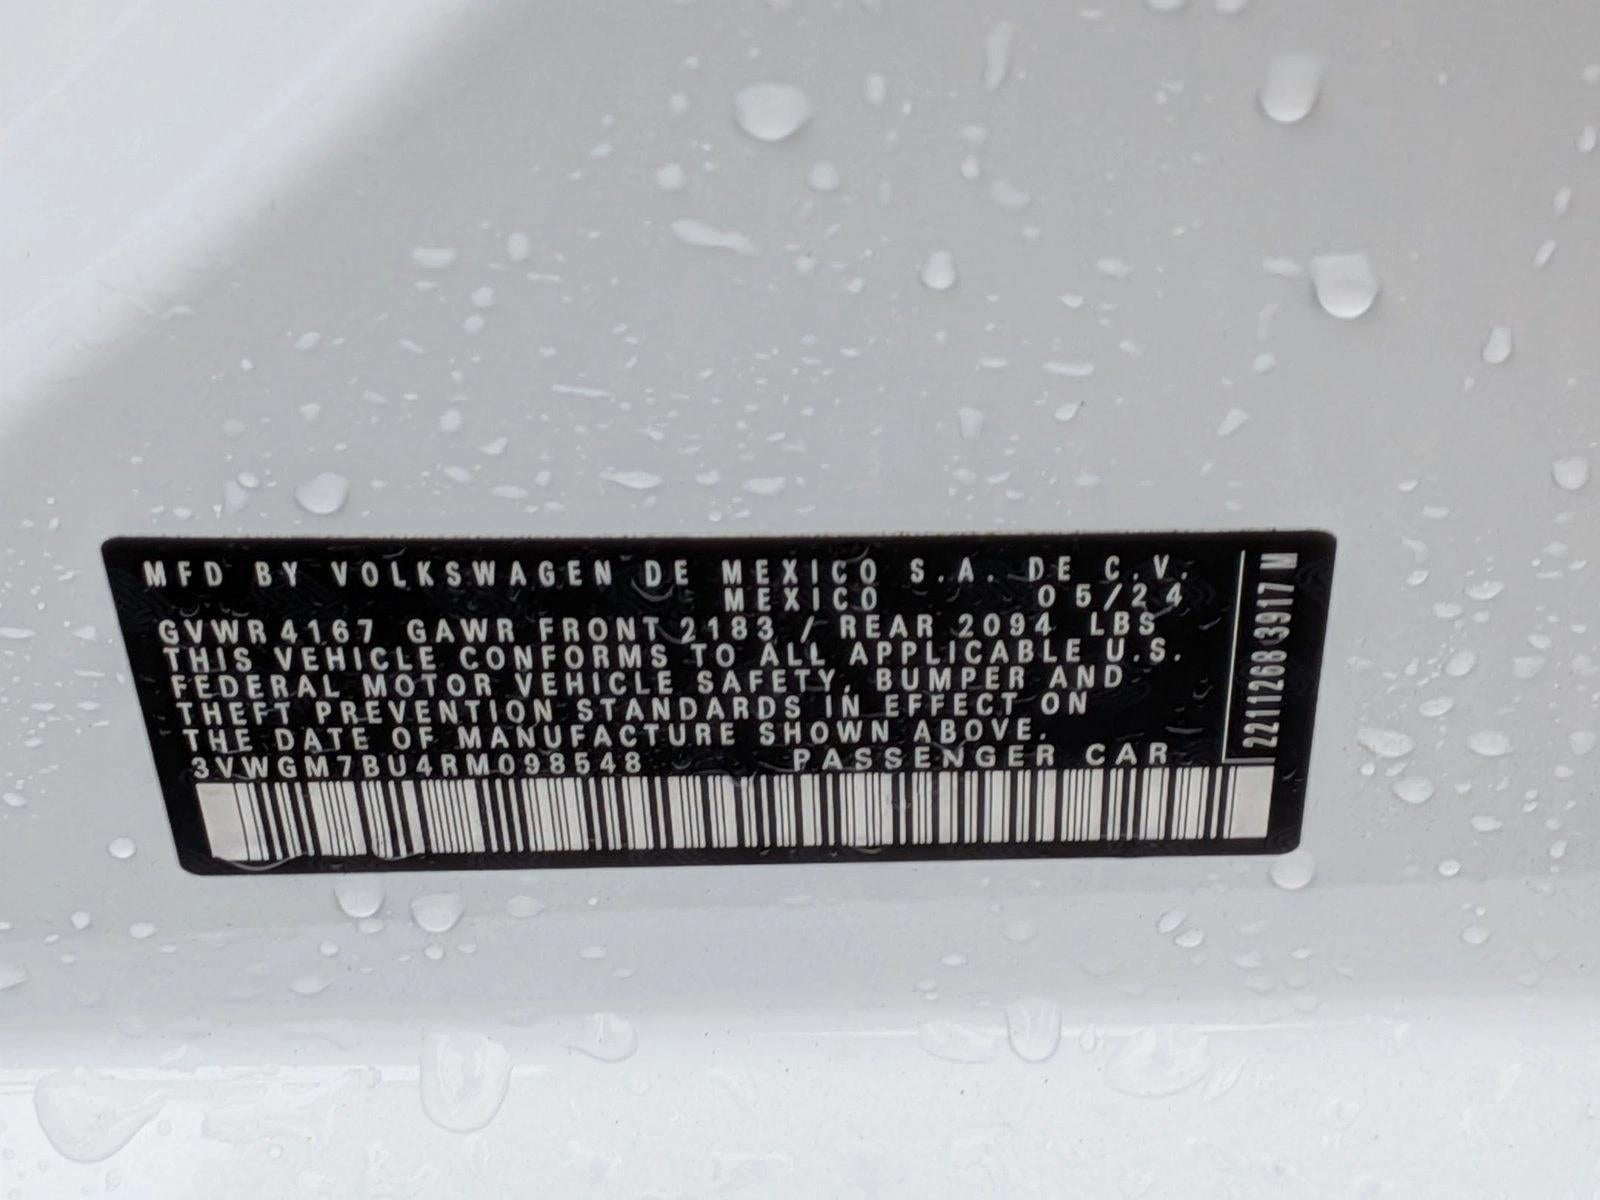 MFD BY VOLKSWAGEN DE MEXICO S.A. DE C.V.
MEXICO 05/24
GVWR 4167 GAWR FRONT 2183 / REAR 2094 LBS
THIS VEHICLE CONFORMS TO ALL APPLICABLE U.S.
FEDERAL MOTOR VEHICLE SAFETY, BUMPER AND
THEFT PREVENTION STANDARDS IN EFFECT ON
THE DATE OF MANUFACTURE SHOWN ABOVE.
3VWGM7BU4RM098548 PASSENGER CAR
2211268 3917 N